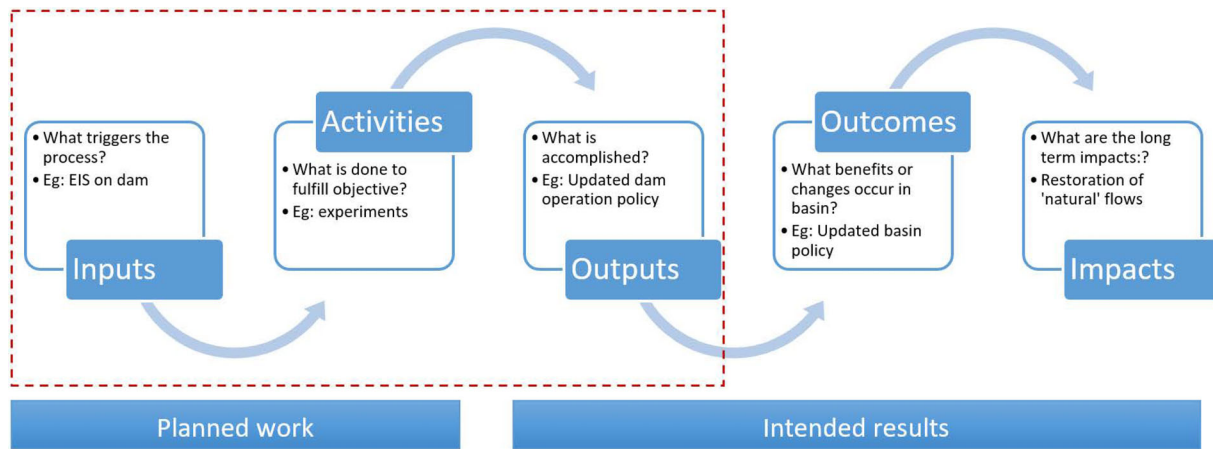 • What triggers the
process?
• Eg: EIS on dam
Inputs
Activities
• What is done to
fulfill objective?
• Eg: experiments
• What is
accomplished?
• Eg: Updated dam
operation policy
Outputs
Outcomes
• What benefits or
changes occur in
basin?
• Eg: Updated basin
policy
• What are the long
term impacts:?
• Restoration of
'natural' flows
Impacts
Planned work
Intended results